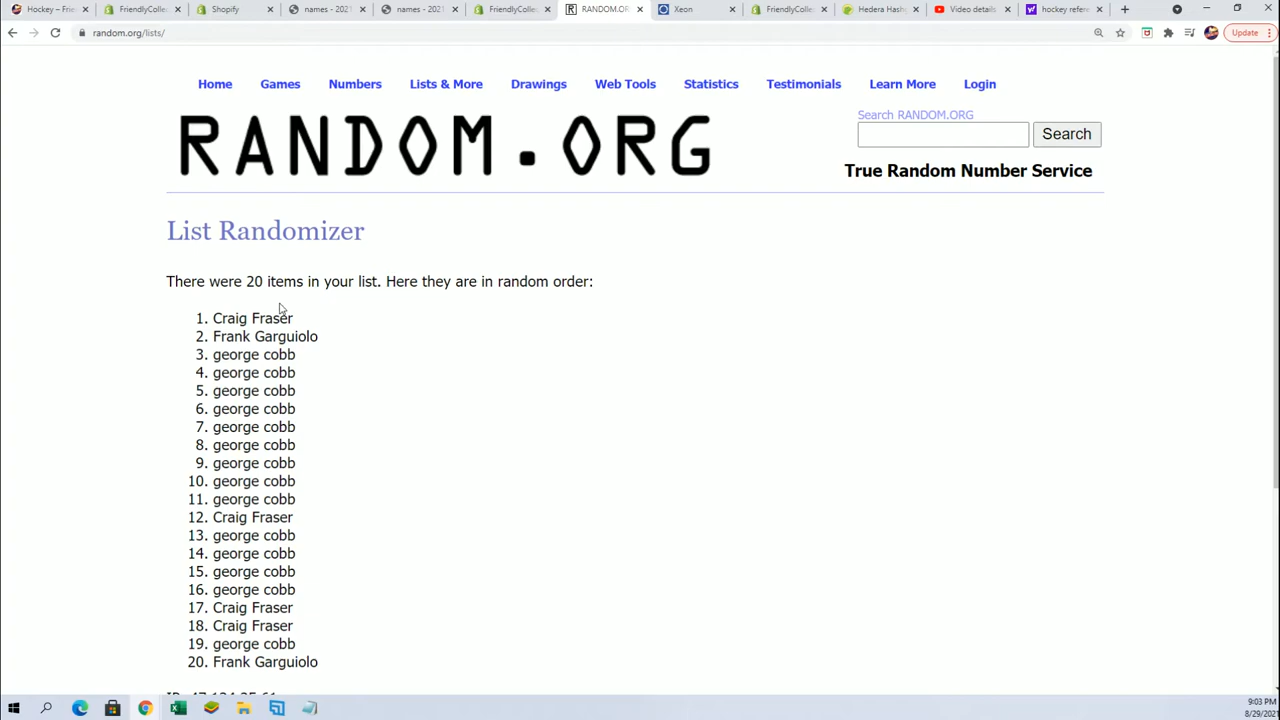 Hockey – Frie
FriendlyCollec
Shopify
names - 2021
names - 2021
FriendlyCollec
RANDOM.OR
Xeon
FriendlyCollec
Hedera Hash
Video details
hockey refere
random.org/lists/
Update
Home Games Numbers Lists & More Drawings Web Tools Statistics Testimonials Learn More Login
Search RANDOM.ORG
RANDOM.ORG
Search
True Random Number Service
List Randomizer
There were 20 items in your list. Here they are in random order:
1. Craig Fraser
2. Frank Garguiolo
3. george cobb
4. george cobb
5. george cobb
6. george cobb
7. george cobb
8. george cobb
9. george cobb
10. george cobb
11. george cobb
12. Craig Fraser
13. george cobb
14. george cobb
15. george cobb
16. george cobb
17. Craig Fraser
18. Craig Fraser
19. george cobb
20. Frank Garguiolo
9:03 PM
8/29/2021